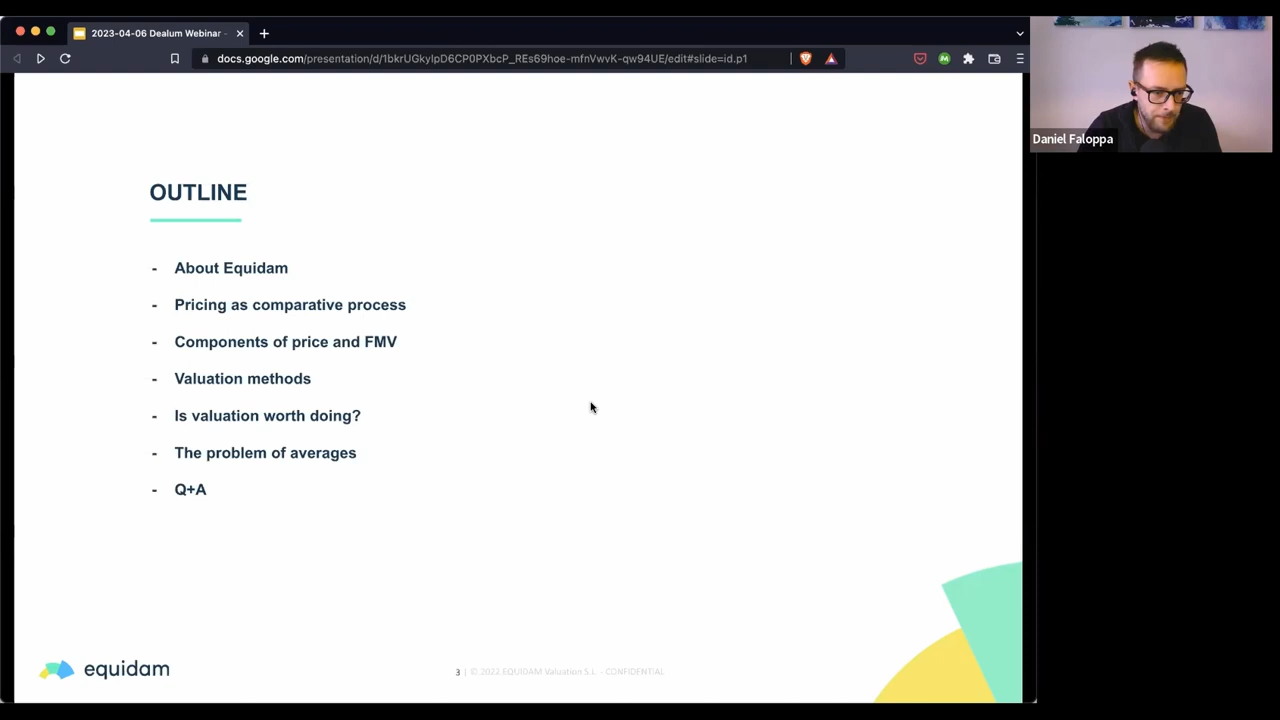 2023-04-06 Dealum Webinar -
docs.google.com/presentation/d/1bkrUGkyIpD6CP0PXbcP_REs69hoe-mfnVwvK-qw94UE/edit#slide=id.p1
Daniel Faloppa
OUTLINE
- About Equidam
- Pricing as comparative process
- Components of price and FMV
- Valuation methods
- Is valuation worth doing?
- The problem of averages
- Q+A
equidam
3 | © 2022 EQUIDAM Valuation S.L. - CONFIDENTIAL